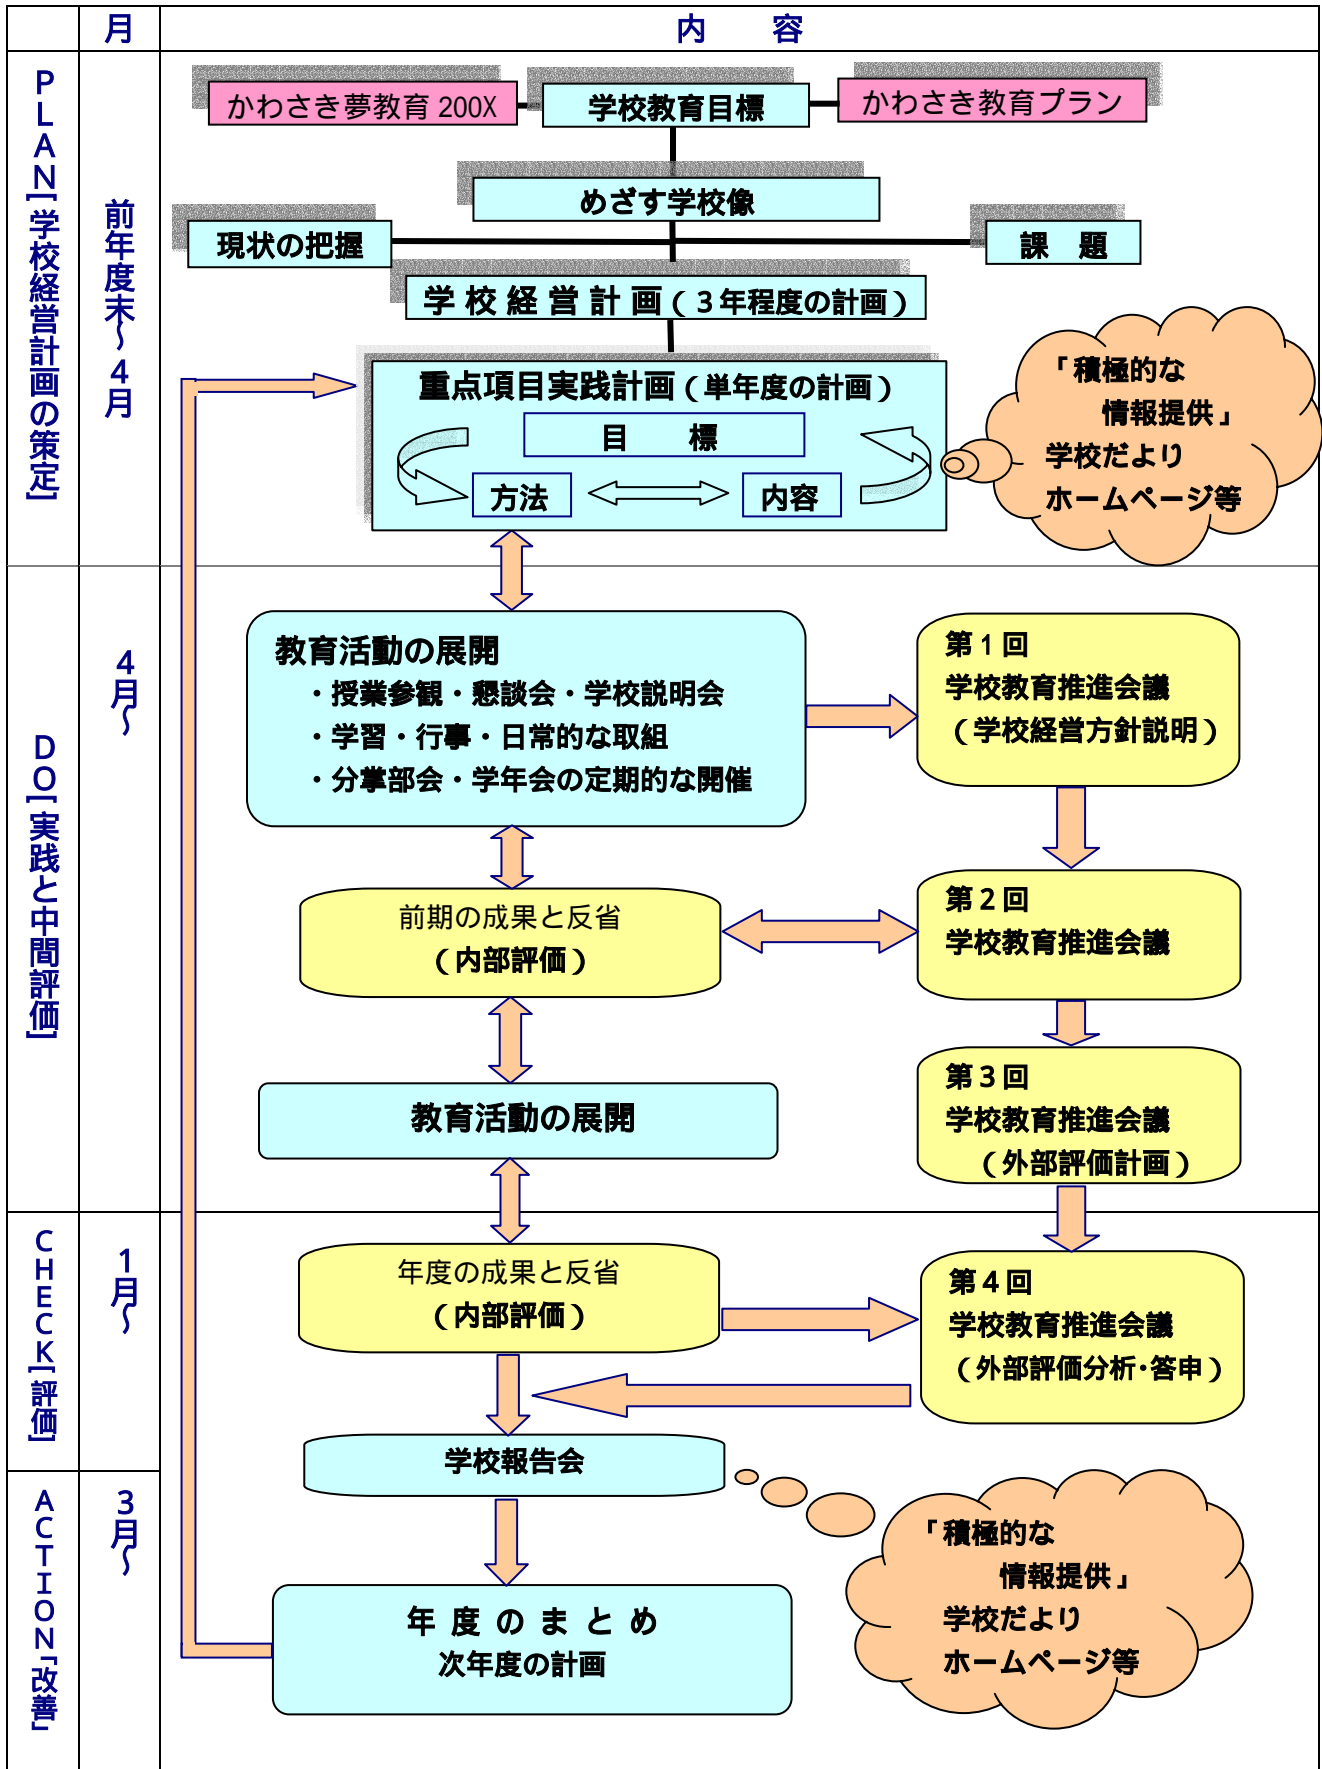 月
内　　容
ＰＬＡＮ[学校経営計画の策定]
前年度末～４月
かわさき夢教育 200X
学校教育目標
かわさき教育プラン
めざす学校像
現状の把握
課　題
学 校 経 営 計 画（３年程度の計画）
重点項目実践計画（単年度の計画）
目　　標
方法
内容
「積極的な
情報提供」
学校だより
ホームページ等
ＤＯ[実践と中間評価]
４月～
教育活動の展開
・授業参観・懇談会・学校説明会
・学習・行事・日常的な取組
・分掌部会・学年会の定期的な開催
第１回
学校教育推進会議
（学校経営方針説明）
前期の成果と反省
（内部評価）
第２回
学校教育推進会議
教育活動の展開
第３回
学校教育推進会議
（外部評価計画）
ＣＨＥＣＫ[評価]
１月～
年度の成果と反省
（内部評価）
第４回
学校教育推進会議
（外部評価分析・答申）
学校報告会
ＡＣＴＩＯＮ「改善」
３月～
年 度 の ま と め
次年度の計画
「積極的な
情報提供」
学校だより
ホームページ等